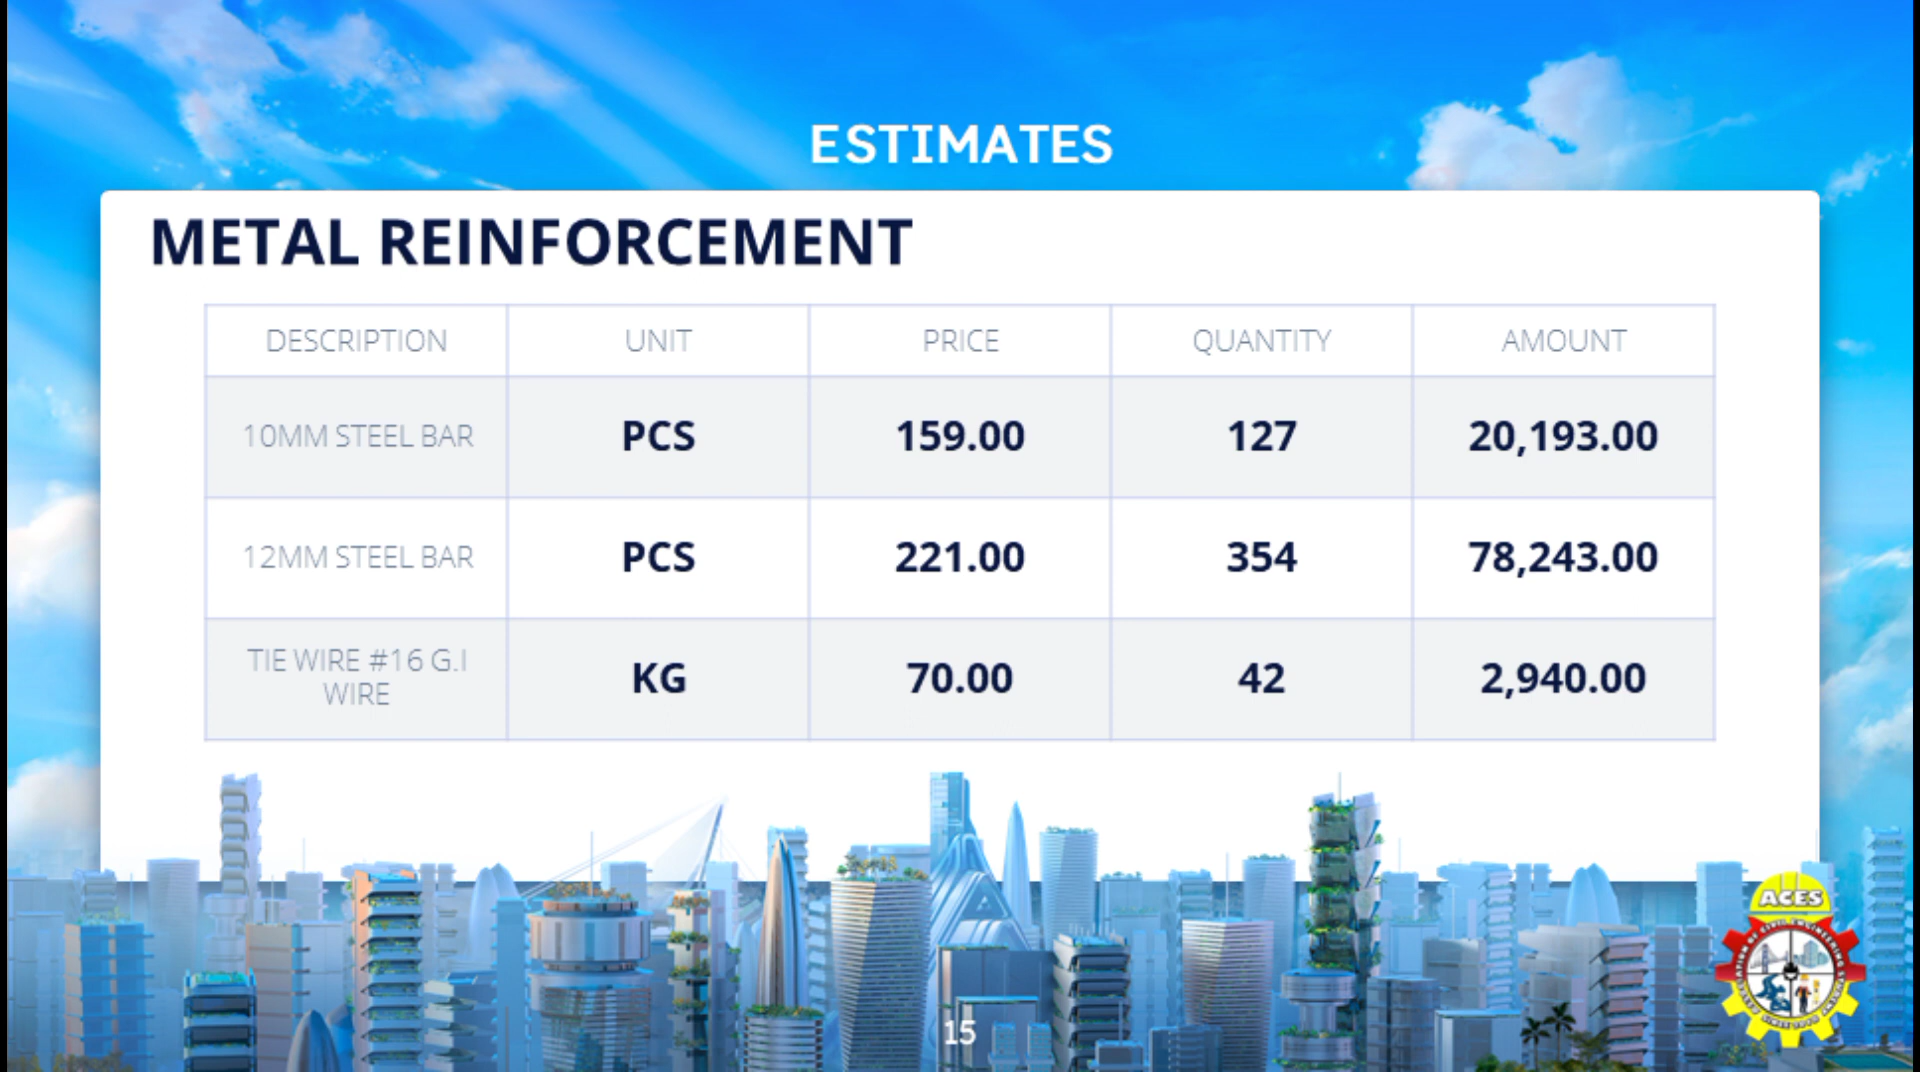 ESTIMATES
METAL REINFORCEMENT
DESCRIPTION UNIT PRICE QUANTITY AMOUNT
10MM STEEL BAR PCS 159.00 127 20,193.00
12MM STEEL BAR PCS 221.00 354 78,243.00
TIE WIRE #16 G.I
WIRE KG 70.00 42 2,940.00
ACES
15